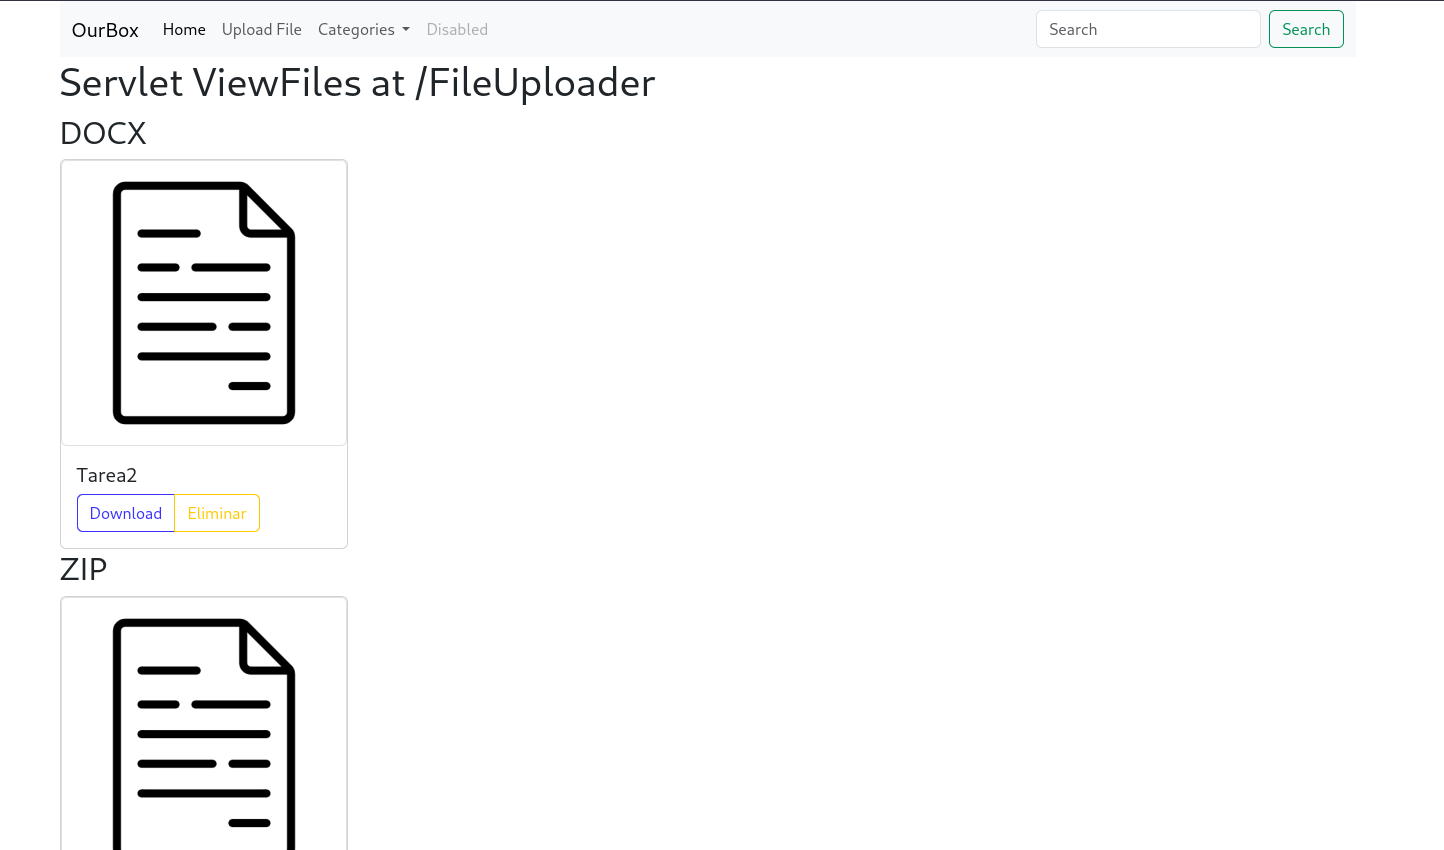 OurBox Home Upload File Categories Disabled Search Search
Servlet ViewFiles at /FileUploader
DOCX
Tarea2
Download Eliminar
ZIP